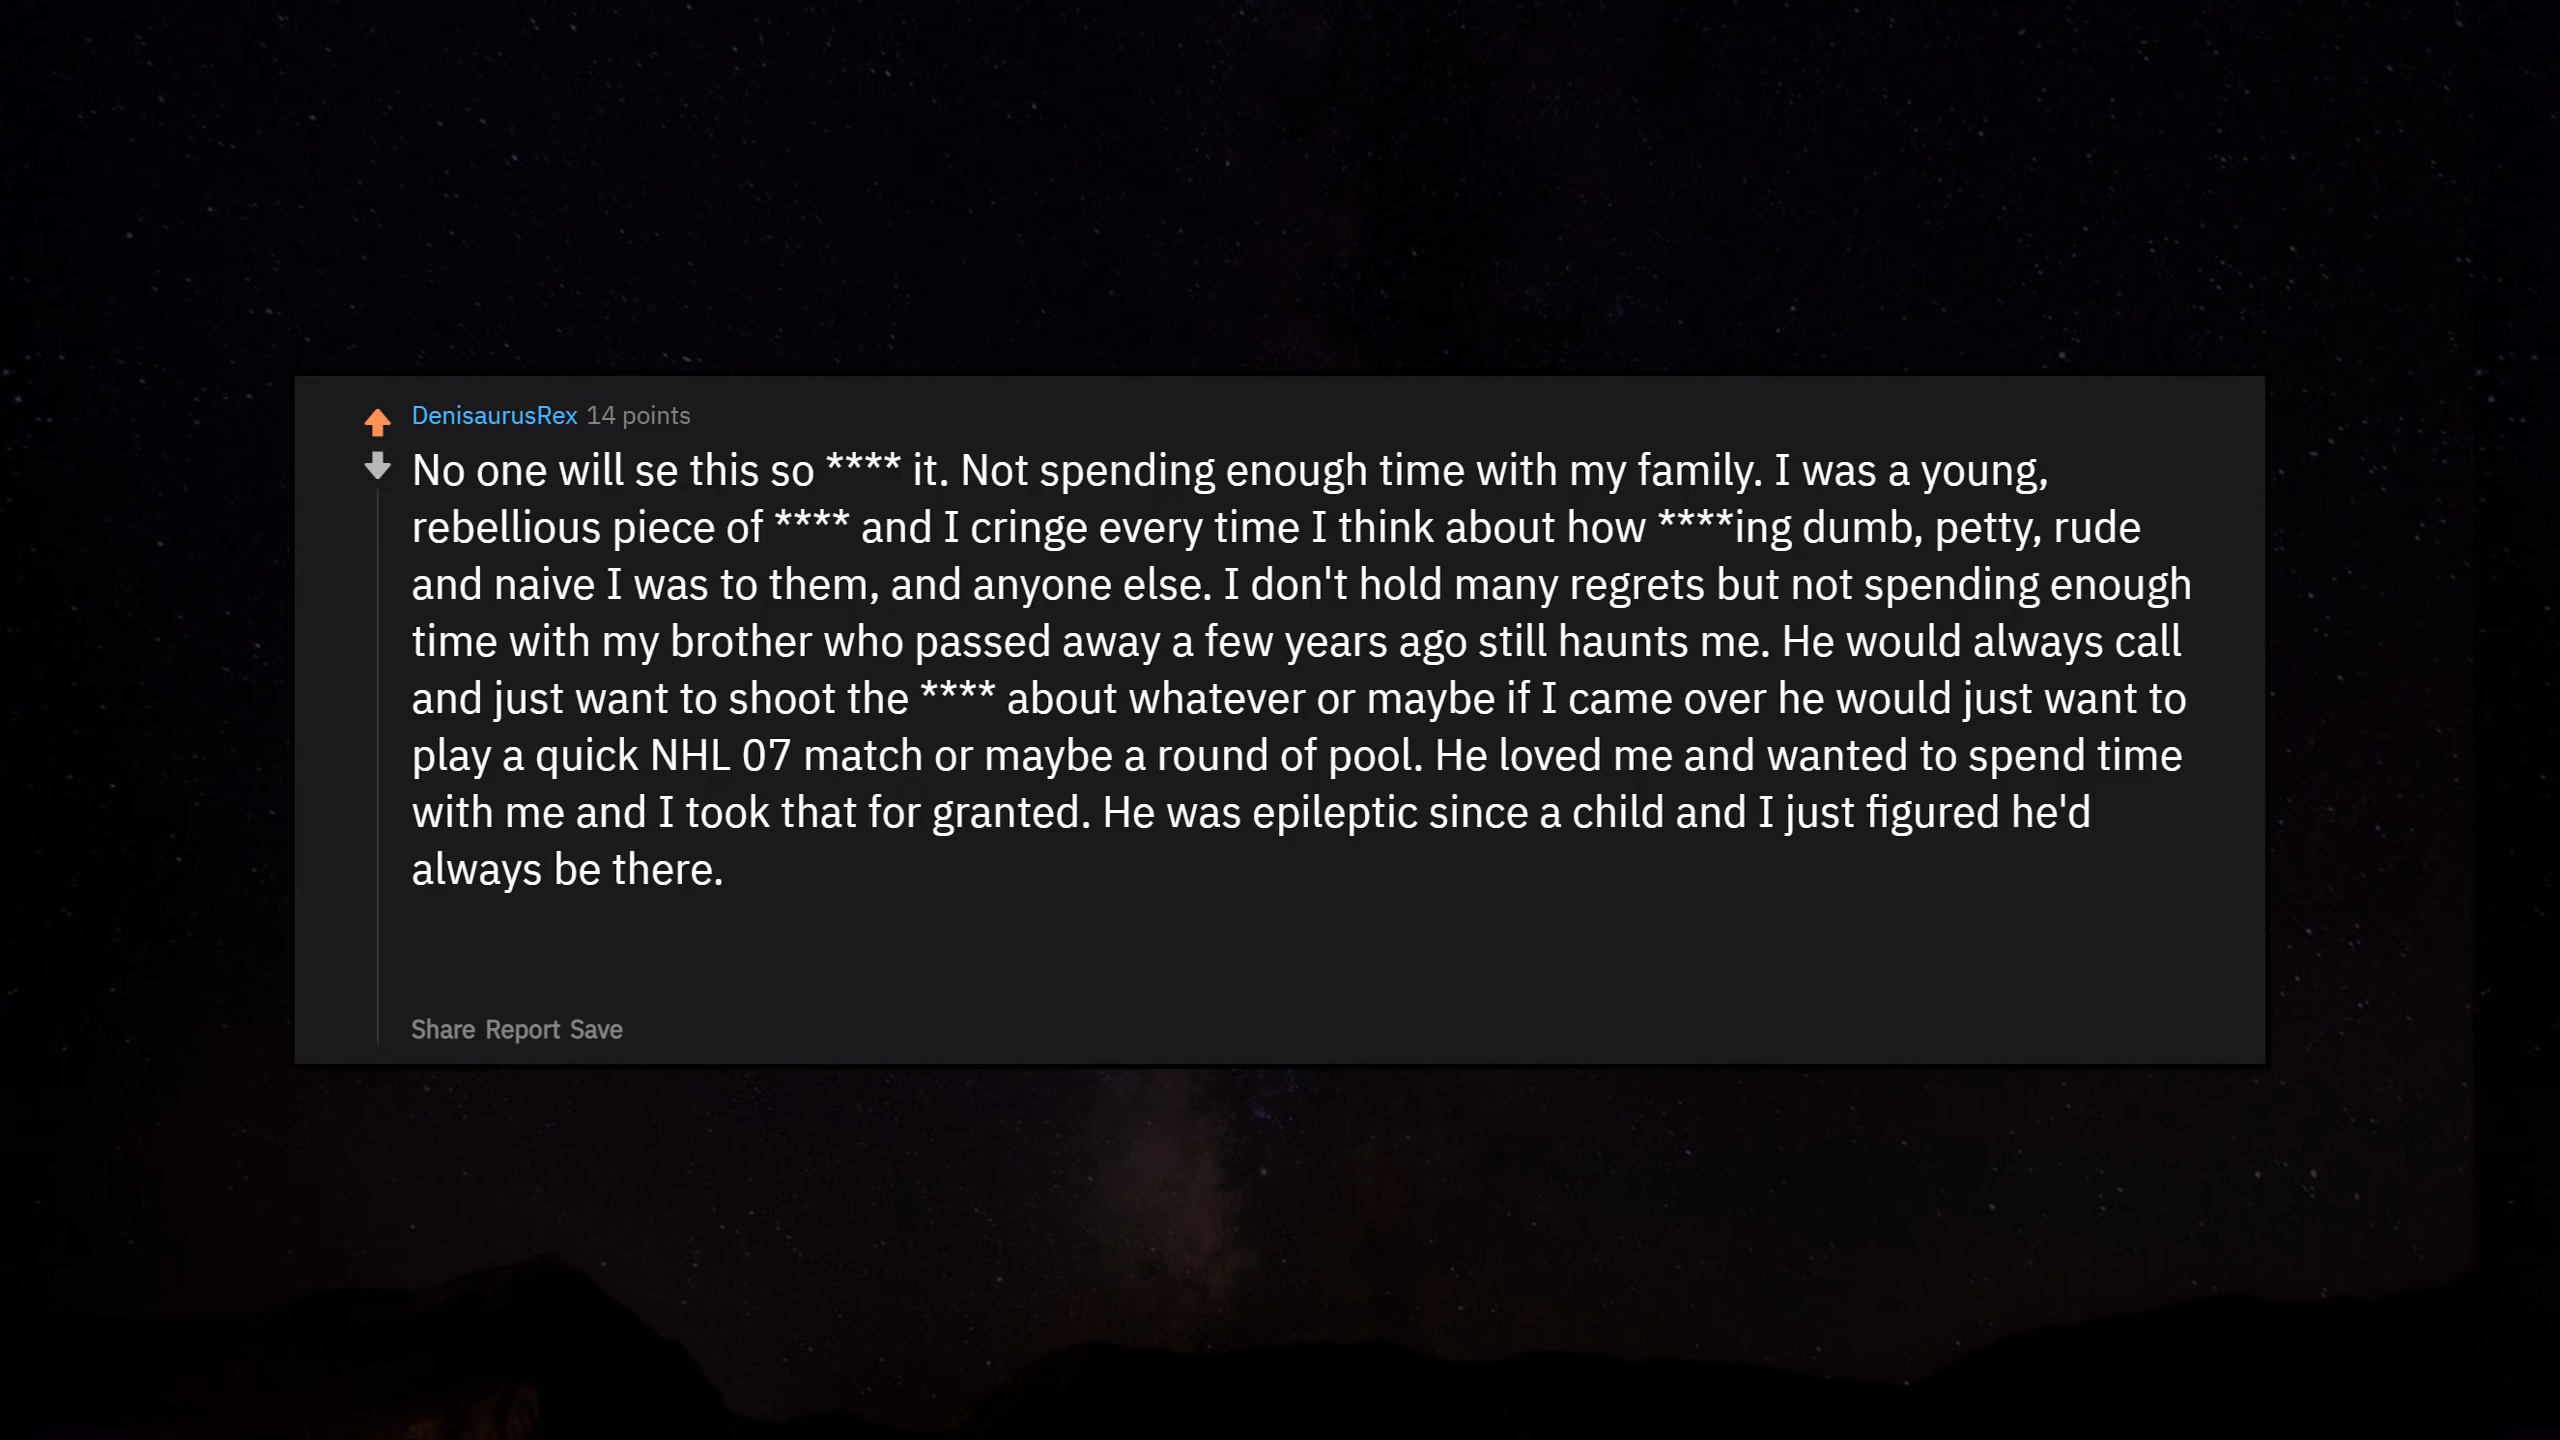 DenisaurusRex 14 points
No one will se this so **** it. Not spending enough time with my family. I was a young,
rebellious piece of **** and I cringe every time I think about how ****ing dumb, petty, rude
and naive I was to them, and anyone else. I don't hold many regrets but not spending enough
time with my brother who passed away a few years ago still haunts me. He would always call
and just want to shoot the **** about whatever or maybe if I came over he would just want to
play a quick NHL 07 match or maybe a round of pool. He loved me and wanted to spend time
with me and I took that for granted. He was epileptic since a child and I just figured he'd
always be there.
Share Report Save